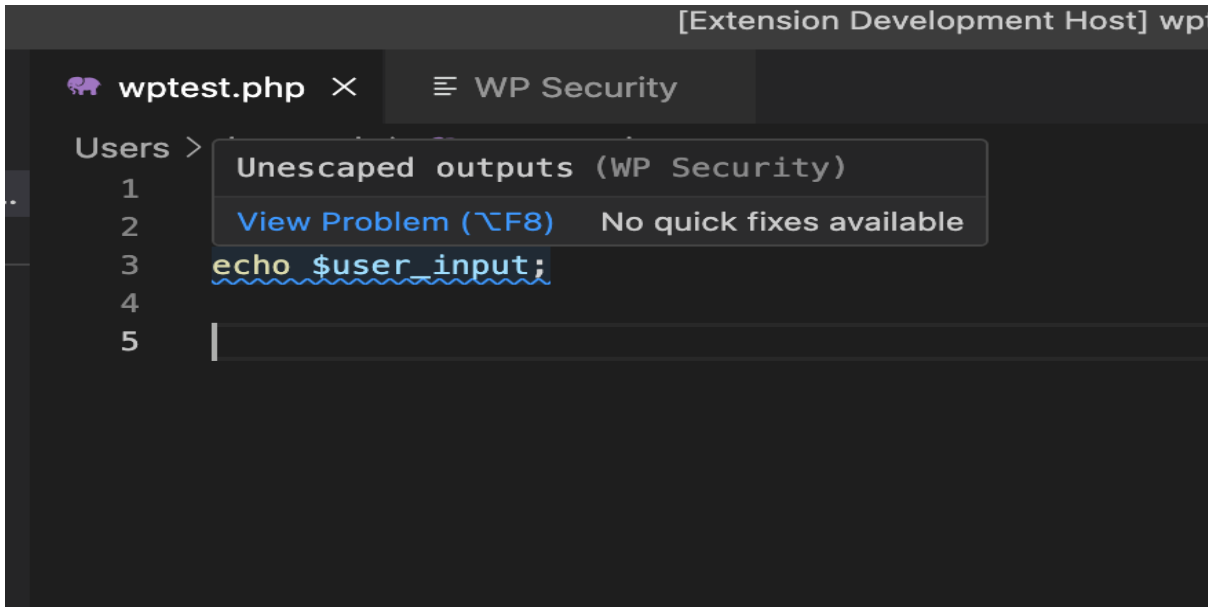 [Extension Development Host]
wptest.php
WP Security
Users >
Unescaped outputs (WP Security)
View Problem (⌥F8) No quick fixes available
1
2
3 echo $user_input;
4
5